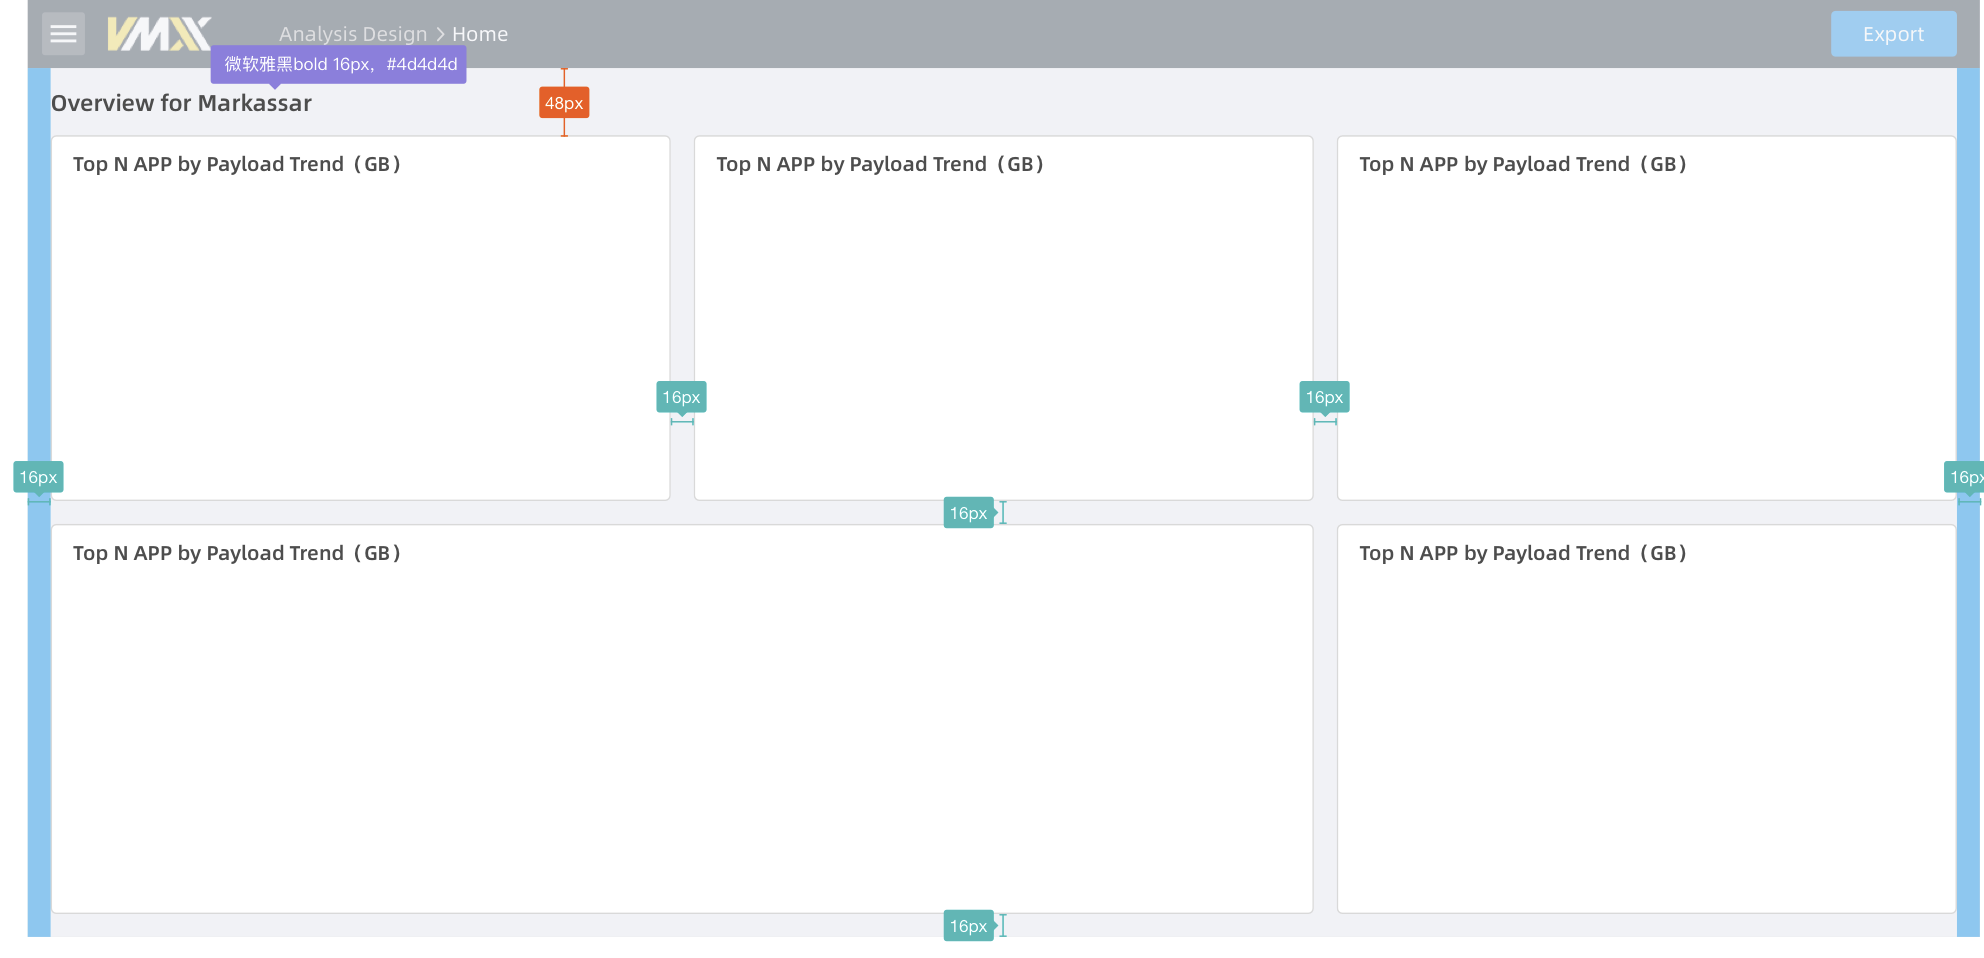 VMX
Analysis Design > Home
Export
微软雅黑bold 16px，#4d4d4d
Overview for Markassar
48px
Top N APP by Payload Trend（GB）
Top N APP by Payload Trend（GB）
Top N APP by Payload Trend（GB）
16px
16px
16px
16px
16px
Top N APP by Payload Trend（GB）
Top N APP by Payload Trend（GB）
16px